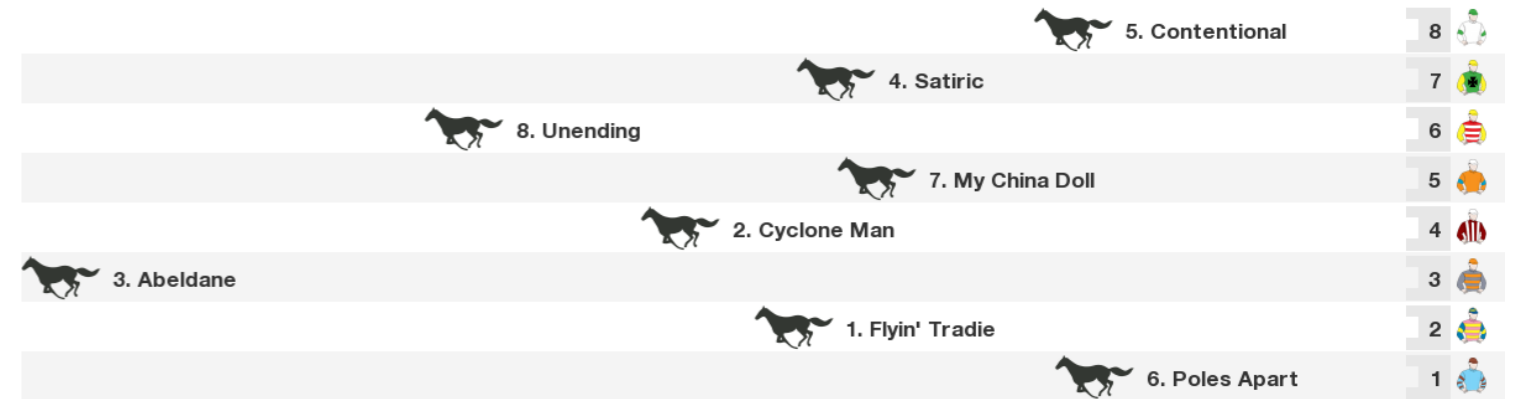 5. Contentional 8
4. Satiric 7
8. Unending 6
7. My China Doll 5
2. Cyclone Man 4
3. Abeldane 3
1. Flyin' Tradie 2
6. Poles Apart 1